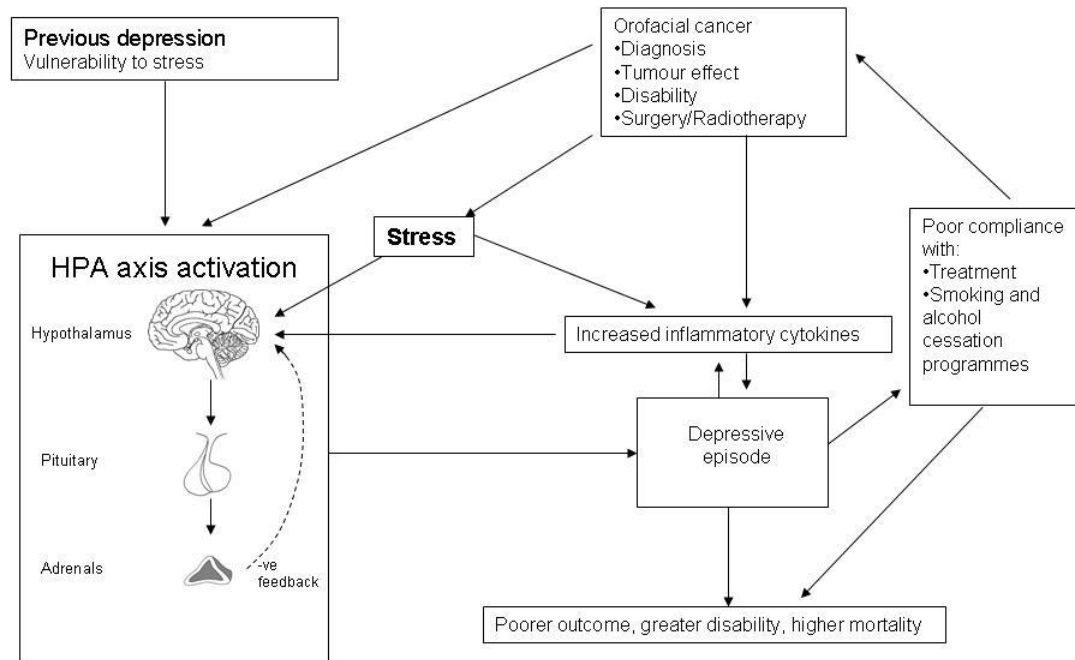 Previous depression
Vulnerability to stress
Orofacial cancer
•Diagnosis
•Tumour effect
•Disability
•Surgery/Radiotherapy
Stress
Poor compliance
with:
•Treatment
•Smoking and
alcohol
cessation
programmes
HPA axis activation
Hypothalamus
Increased inflammatory cytokines
Depressive
episode
Pituitary
Adrenals
-ve
feedback
Poorer outcome, greater disability, higher mortality